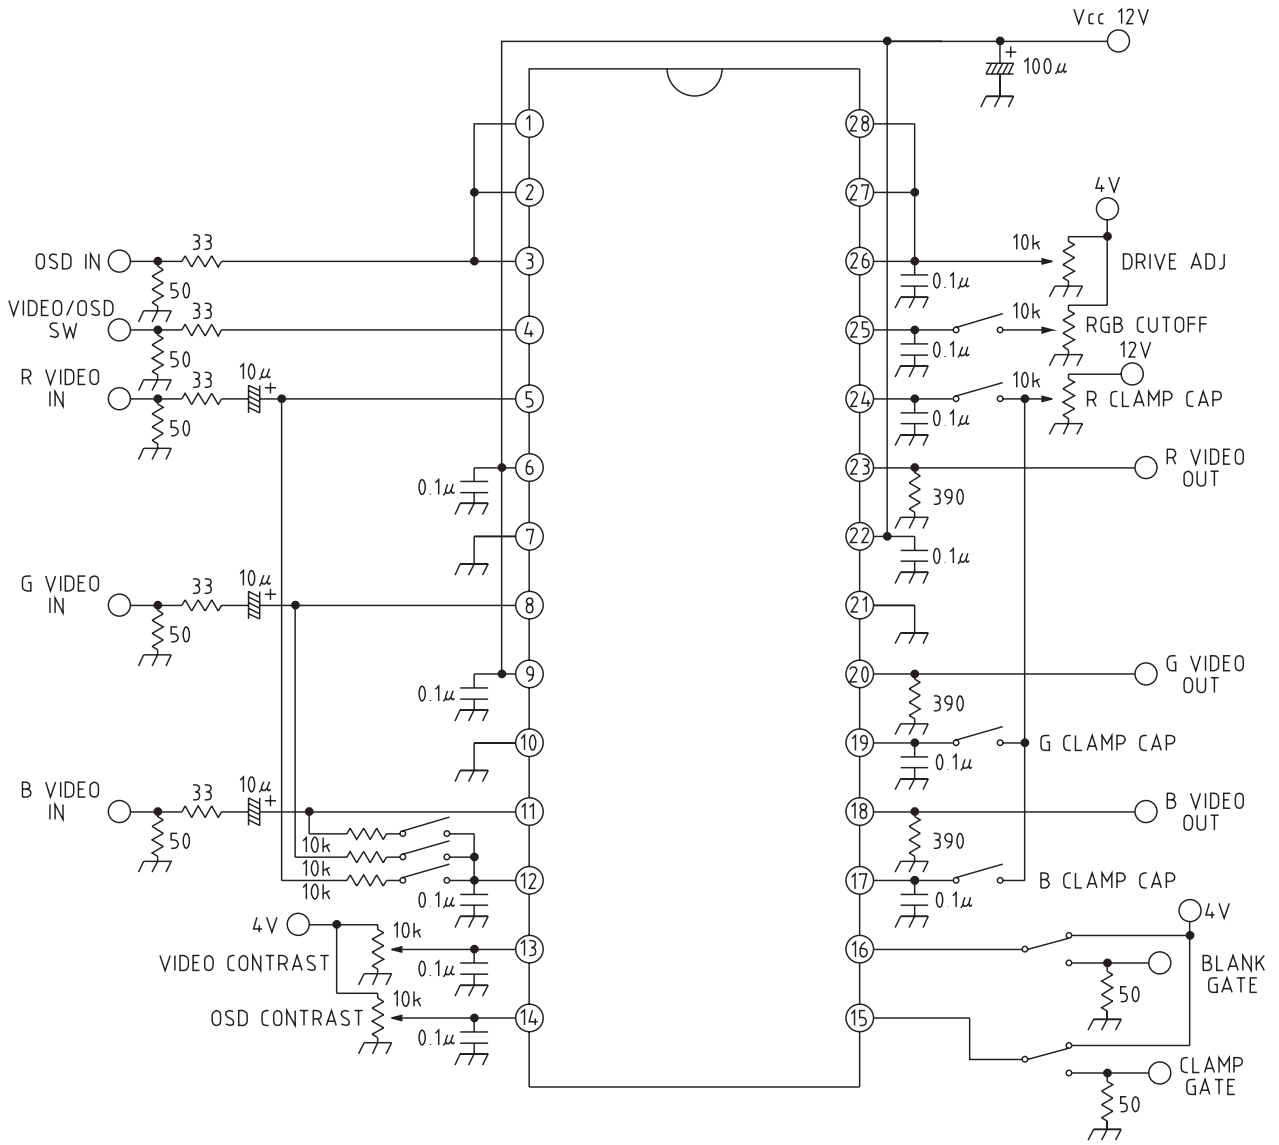 Vcc 12V
100μ
1
28
2
27
4V
33
OSD IN
3
26
10k
DRIVE ADJ
50
0.1μ
VIDEO/OSD
SW
33
4
25
10k
RGB CUTOFF
50
0.1μ
12V
R VIDEO
IN
33
10μ
5
24
10k
R CLAMP CAP
50
0.1μ
6
23
R VIDEO
OUT
0.1μ
390
7
22
0.1μ
G VIDEO
IN
33
10μ
8
21
50
9
20
G VIDEO
OUT
0.1μ
390
10
19
G CLAMP CAP
0.1μ
B VIDEO
IN
33
10μ
11
18
B VIDEO
OUT
50
10k
390
10k
10k
12
17
B CLAMP CAP
0.1μ
0.1μ
4V
10k
4V
VIDEO CONTRAST
13
16
BLANK
GATE
0.1μ
50
10k
OSD CONTRAST
14
15
0.1μ
CLAMP
GATE
50